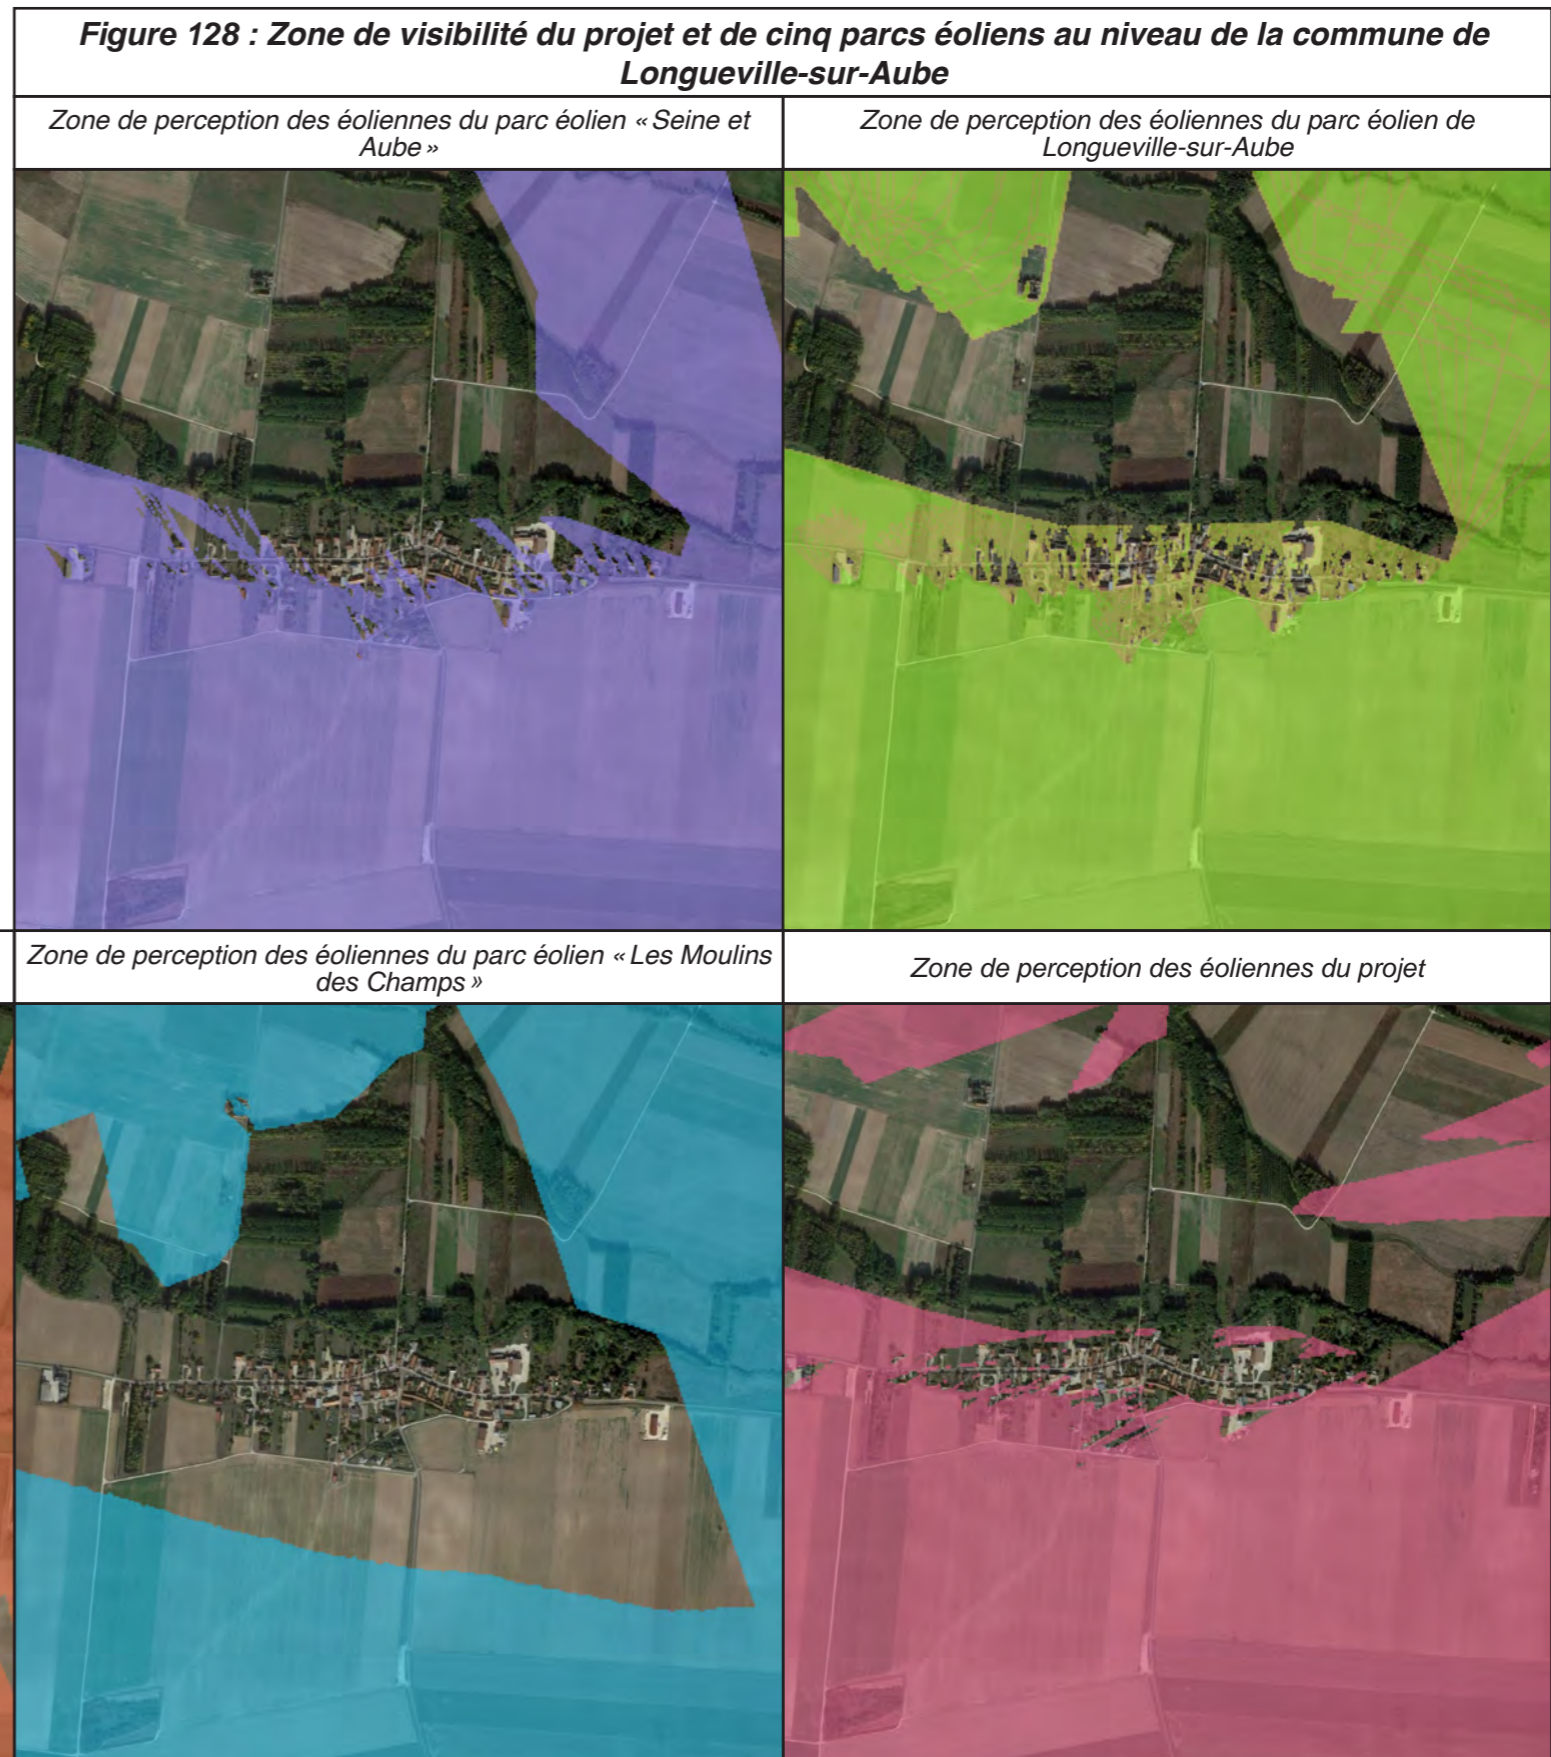 Figure 128 : Zone de visibilité du projet et de cinq parcs éoliens au niveau de la commune de
Longueville-sur-Aube
Zone de perception des éoliennes du parc éolien « Seine et
Aube »
Zone de perception des éoliennes du parc éolien de
Longueville-sur-Aube
Zone de perception des éoliennes du parc éolien « Les Moulins
des Champs »
Zone de perception des éoliennes du projet